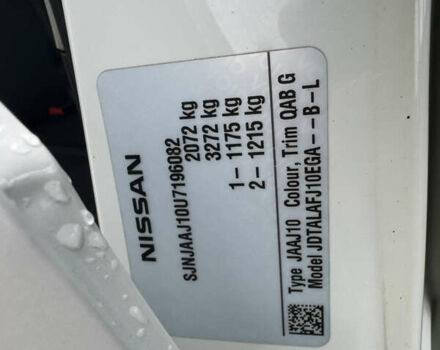 NISSAN
SJNJAAJ10U7196082
2072 kg
3272 kg
1- 1175 kg
2- 1215 kg
Type JAAJ10 Colour, Trim QAB G
Model JDTALAFJ10EGA---B-L